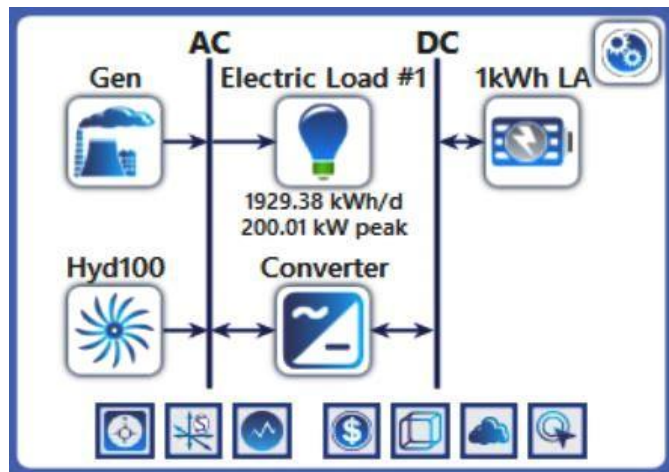 AC DC
Gen Electric Load #1 1kWh LA
1929.38 kWh/d
200.01 kW peak
Hyd100 Converter
S
$